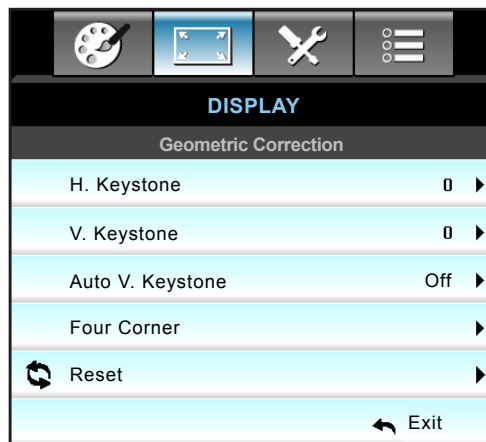 DISPLAY
Geometric Correction
H. Keystone 0
V. Keystone 0
Auto V. Keystone Off
Four Corner
Reset
Exit